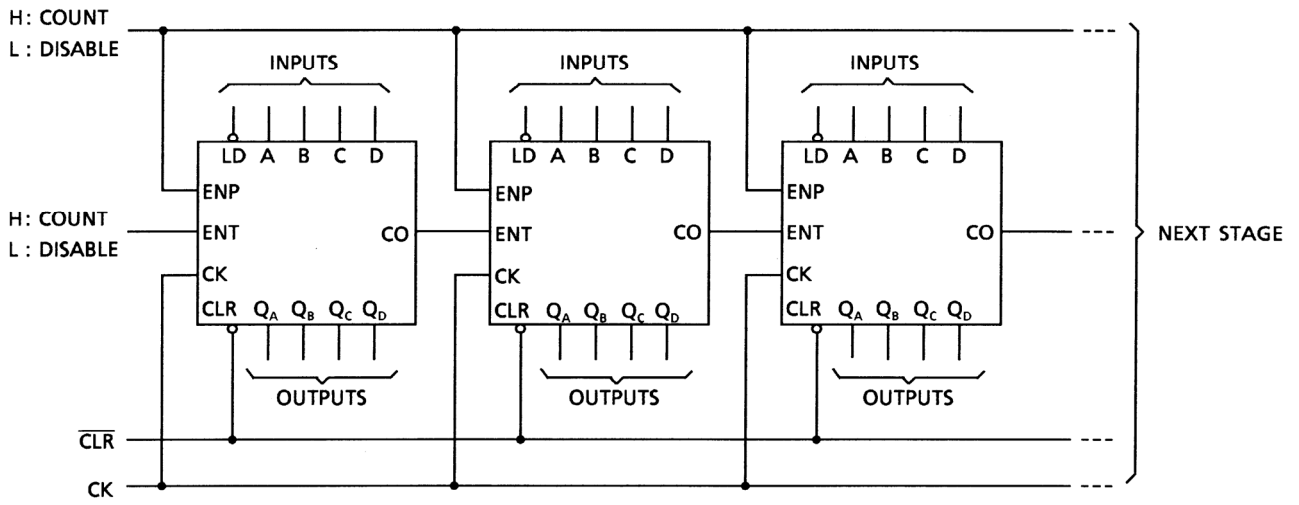 H: COUNT
L : DISABLE
INPUTS INPUTS INPUTS
LD A B C D LD A B C D LD A B C D
ENP ENP ENP
H: COUNT
L : DISABLE
ENT CO ENT CO ENT CO
NEXT STAGE
CK CK CK
CLR QA QB QC QD CLR QA QB QC QD CLR QA QB QC QD
OUTPUTS OUTPUTS OUTPUTS
CLR
CK